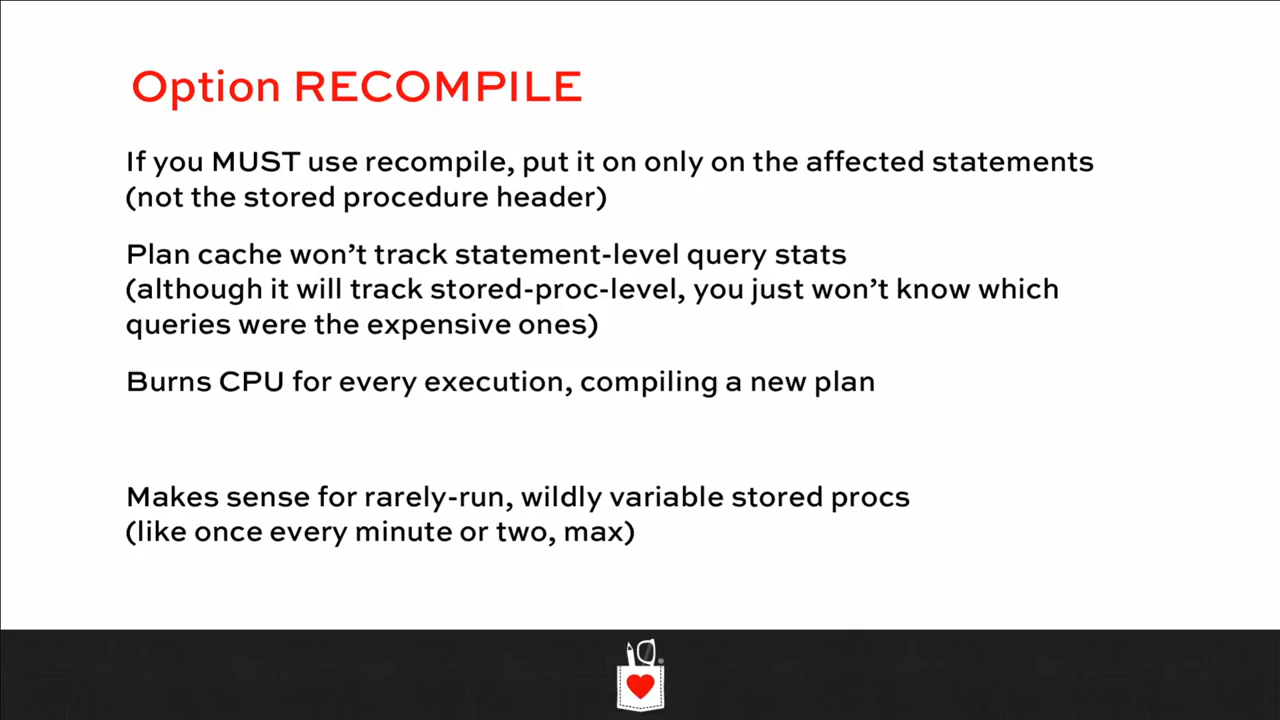 Option RECOMPILE
If you MUST use recompile, put it on only on the affected statements
(not the stored procedure header)
Plan cache won’t track statement-level query stats
(although it will track stored-proc-level, you just won’t know which
queries were the expensive ones)
Burns CPU for every execution, compiling a new plan
Makes sense for rarely-run, wildly variable stored procs
(like once every minute or two, max)